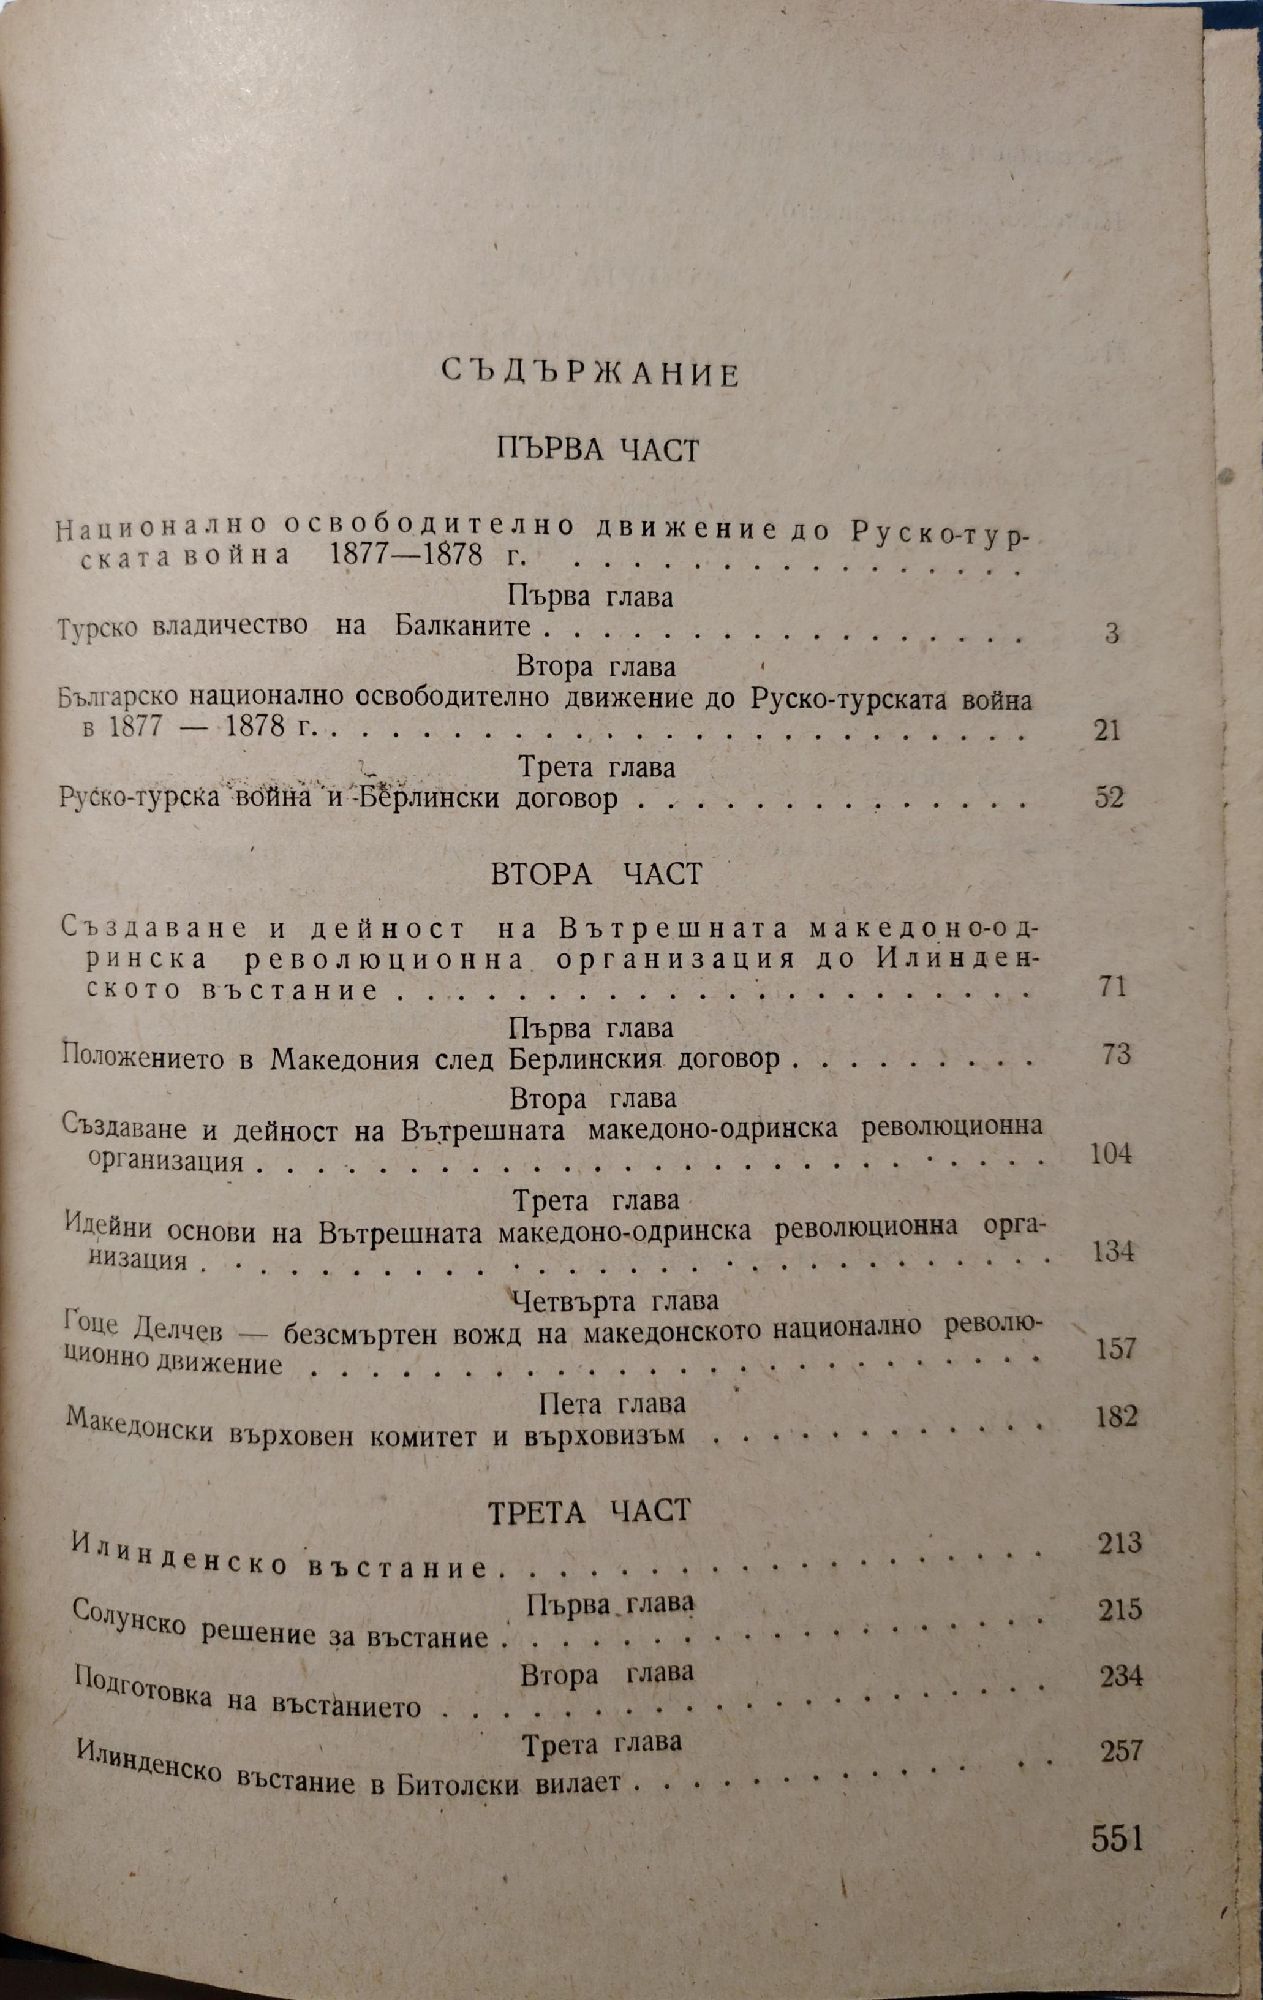 СЪДЪРЖАНИЕ
ПЪРВА ЧАСТ
Национално освободително движение до Руско-тур-
ската война 1877—1878 г. . . . . . . . . . . . . . . . .
Първа глава
Турско владичество на Балканите . . . . . . . . . . . . . . . . . 3
Втора глава
Българско национално освободително движение до Руско-турската война
в 1877 — 1878 г. . . . . . . . . . . . . . . . . . . . . . . . . 21
Трета глава
Руско-турска война и Берлински договор . . . . . . . . . . . . . . 52
ВТОРА ЧАСТ
Създаване и дейност на Вътрешната македоно-од-
ринска революционна организация до Илинден-
ското въстание . . . . . . . . . . . . . . . . . . . . . . 71
Първа глава
Положението в Македония след Берлинския договор . . . . . . . . . 73
Втора глава
Създаване и дейност на Вътрешната македоно-одринска революционна
организация . . . . . . . . . . . . . . . . . . . . . . . . . . . 104
Трета глава
Идейни основи на Вътрешната македоно-одринска революционна орга-
низация . . . . . . . . . . . . . . . . . . . . . . . . . . . . 134
Четвърта глава
Гоце Делчев — безсмъртен вожд на македонското национално револю-
ционно движение . . . . . . . . . . . . . . . . . . . . . . . . 157
Пета глава
Македонски върховен комитет и върховизъм . . . . . . . . . . . . 182
ТРЕТА ЧАСТ
Илинденско въстание . . . . . . . . . . . . . . . . . . . 213
Първа глава
Солунско решение за въстание . . . . . . . . . . . . . . . . . . 215
Втора глава
Подготовка на въстанието . . . . . . . . . . . . . . . . . . . . 234
Трета глава
Илинденско въстание в Битолски вилает . . . . . . . . . . . . . . 257
551